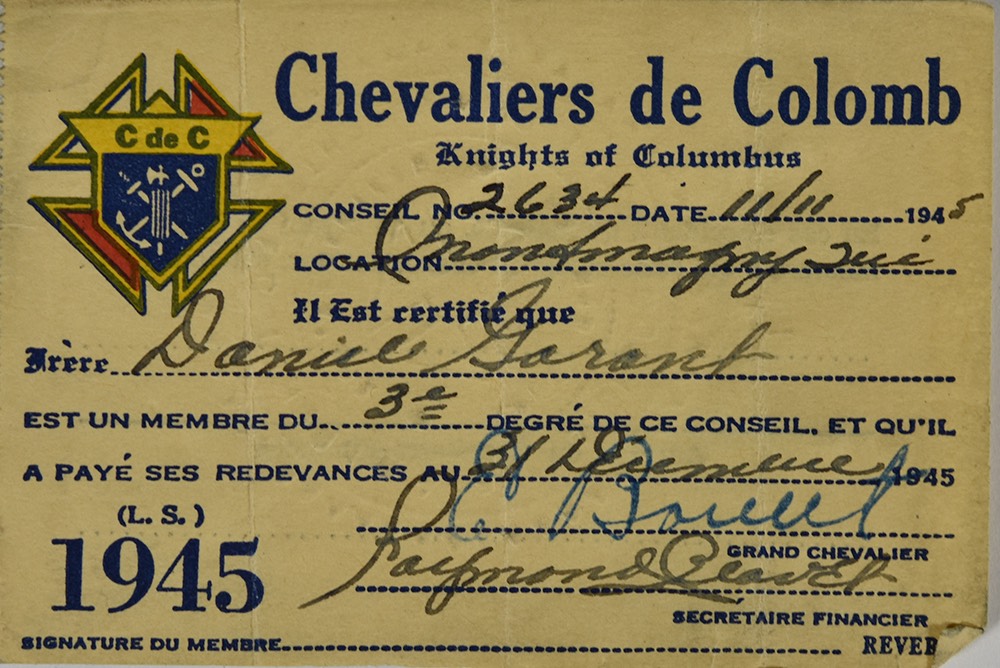 C de C
Chevaliers de Colomb
Knights of Columbus
CONSEIL NO. 2634 DATE 11/11 1945
LOCATION Montmagny Qué
Il Est certifié que
Frère Daniel Garant
EST UN MEMBRE DU 3e DEGRÉ DE CE CONSEIL, ET QU'IL
A PAYÉ SES REDEVANCES AU 31 Décembre 1945
(L. S.)
1945
GRAND CHEVALIER
Raymond
SECRETAIRE FINANCIER
SIGNATURE DU MEMBRE
REVER